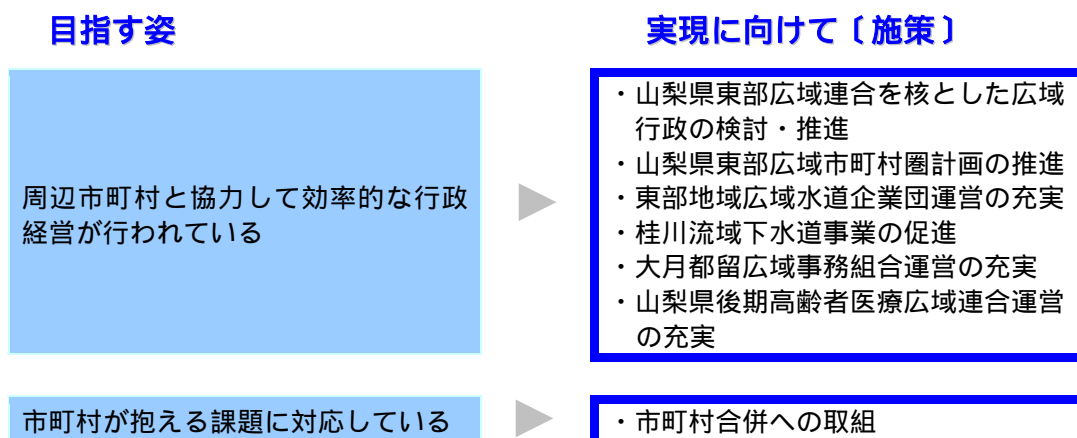 目指す姿
実現に向けて〔施策〕
周辺市町村と協力して効率的な行政
経営が行われている
・山梨県東部広域連合を核とした広域
行政の検討・推進
・山梨県東部広域市町村圏計画の推進
・東部地域広域水道企業団運営の充実
・桂川流域下水道事業の促進
・大月都留広域事務組合運営の充実
・山梨県後期高齢者医療広域連合運営
の充実
市町村が抱える課題に対応している
・市町村合併への取組